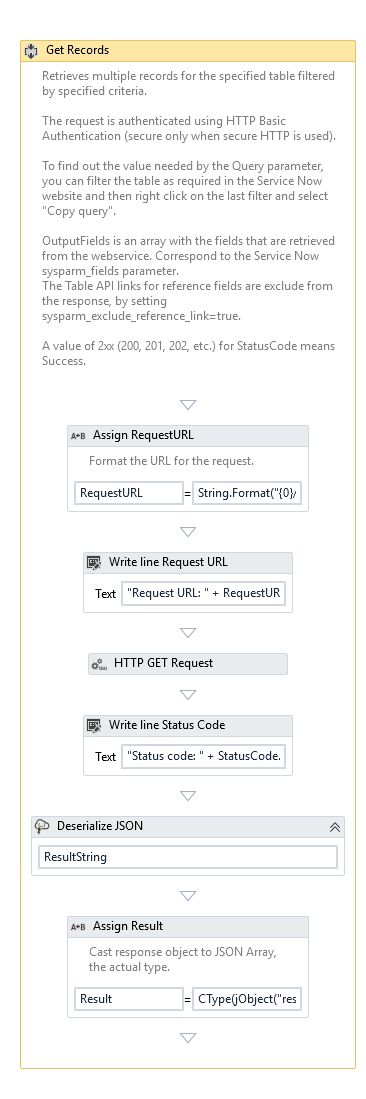 Get Records
Retrieves multiple records for the specified table filtered
by specified criteria.
The request is authenticated using HTTP Basic
Authentication (secure only when secure HTTP is used).
To find out the value needed by the Query parameter,
you can filter the table as required in the Service Now
website and then right click on the last filter and select
"Copy query".
OutputFields is an array with the fields that are retrieved
from the webservice. Correspond to the Service Now
sysparm_fields parameter.
The Table API links for reference fields are exclude from
the response, by setting
sysparm_exclude_reference_link=true.
A value of 2xx (200, 201, 202, etc.) for StatusCode means
Success.
A+B Assign RequestURL
Format the URL for the request.
RequestURL = String.Format("{0}/
Write line Request URL
Text "Request URL: " + RequestUR
HTTP GET Request
Write line Status Code
Text "Status code: " + StatusCode.
Deserialize JSON
ResultString
A+B Assign Result
Cast response object to JSON Array,
the actual type.
Result = CType(jObject("res